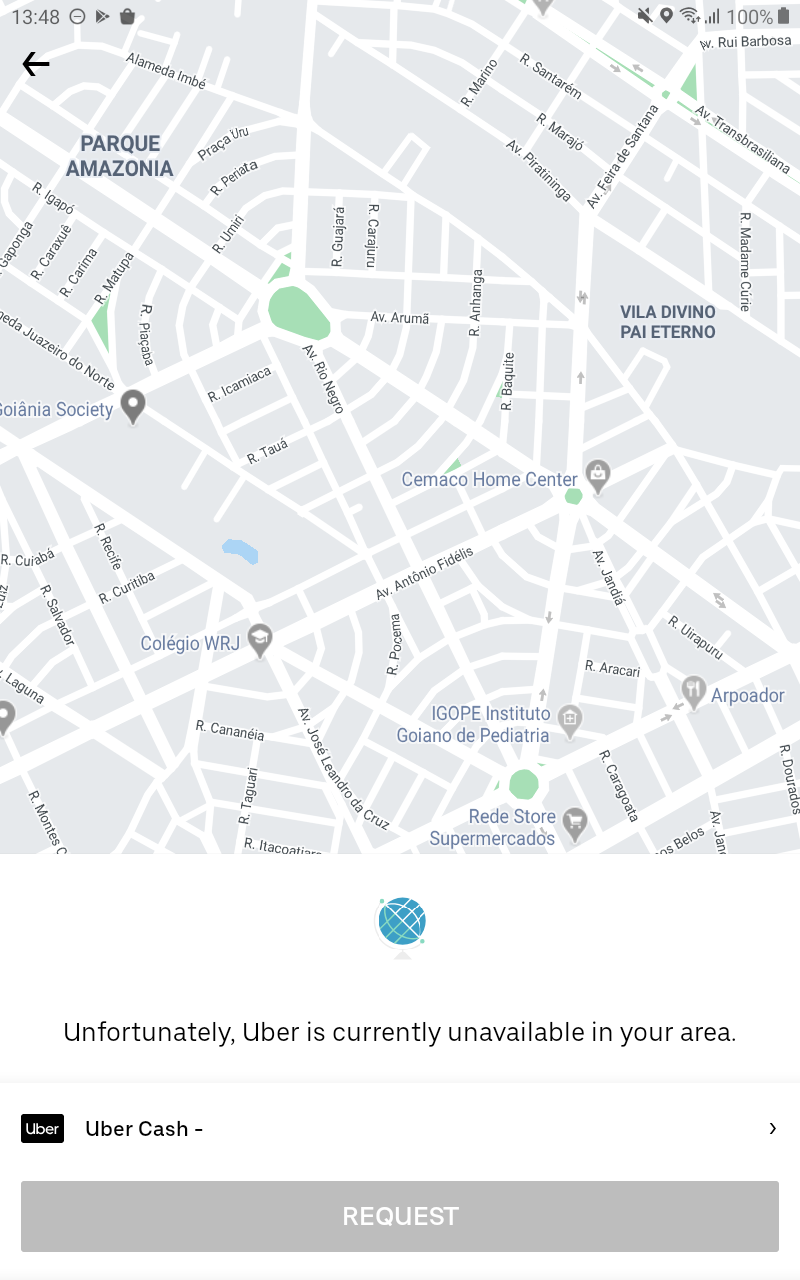 13:48
100%
Av. Rui Barbosa
Alameda Imbé
R. Marino
R. Santarém
R. Marajó
Av. Feira de Santana
Av. Transbrasiliana
Av. Piratininga
PARQUE
AMAZONIA
Praça Uru
R. Periata
R. Igapó
R. Umiri
R. Caraxué
R. Carima
R. Matupa
R. Piaçaba
R. Guajará
R. Carajuru
R. Madame Cúrie
R. Anhanga
Av. Arumã
VILA DIVINO
PAI ETERNO
eda Juazeiro do Norte
Av. Rio Negro
R. Icamiaca
R. Baquite
Goiânia Society
R. Tauá
Cemaco Home Center
R. Recife
R. Cuiabá
R. Curitiba
R. Salvador
Av. Antônio Fidélis
Av. Jandiá
R. Uirapuru
Colégio WRJ
R. Pocema
R. Aracari
Laguna
Arpoador
IGOPE Instituto
Goiano de Pediatria
R. Cananéia
Av. José Leandro da Cruz
R. Taguari
R. Caragoata
R. Dourados
R. Montes C
Rede Store
Supermercados
R. Itacoatiara
os Belos
Av. Jan
Unfortunately, Uber is currently unavailable in your area.
Uber
Uber Cash -
REQUEST